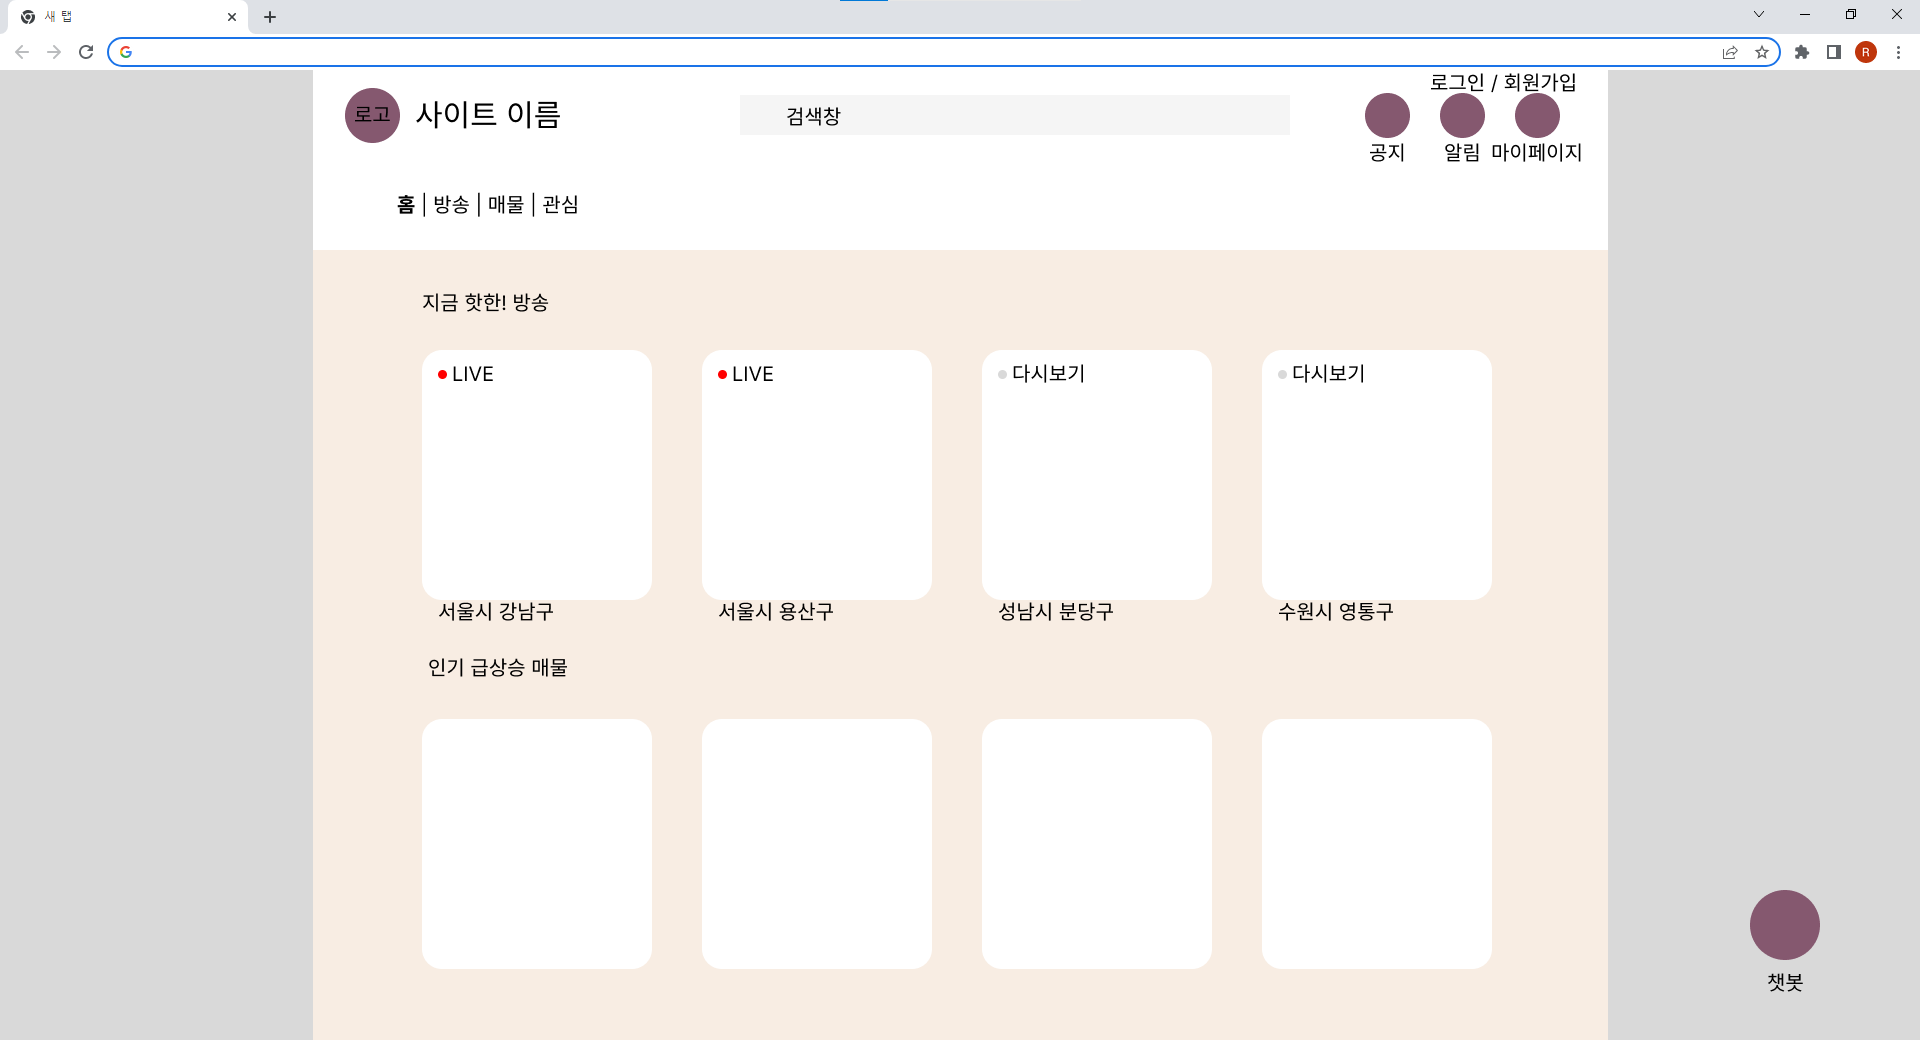 새 탭
R
로그인 / 회원가입
로고 사이트 이름
검색창
공지 알림 마이페이지
홈 | 방송 | 매물 | 관심
지금 핫한! 방송
LIVE LIVE 다시보기 다시보기
서울시 강남구 서울시 용산구 성남시 분당구 수원시 영통구
인기 급상승 매물
챗봇